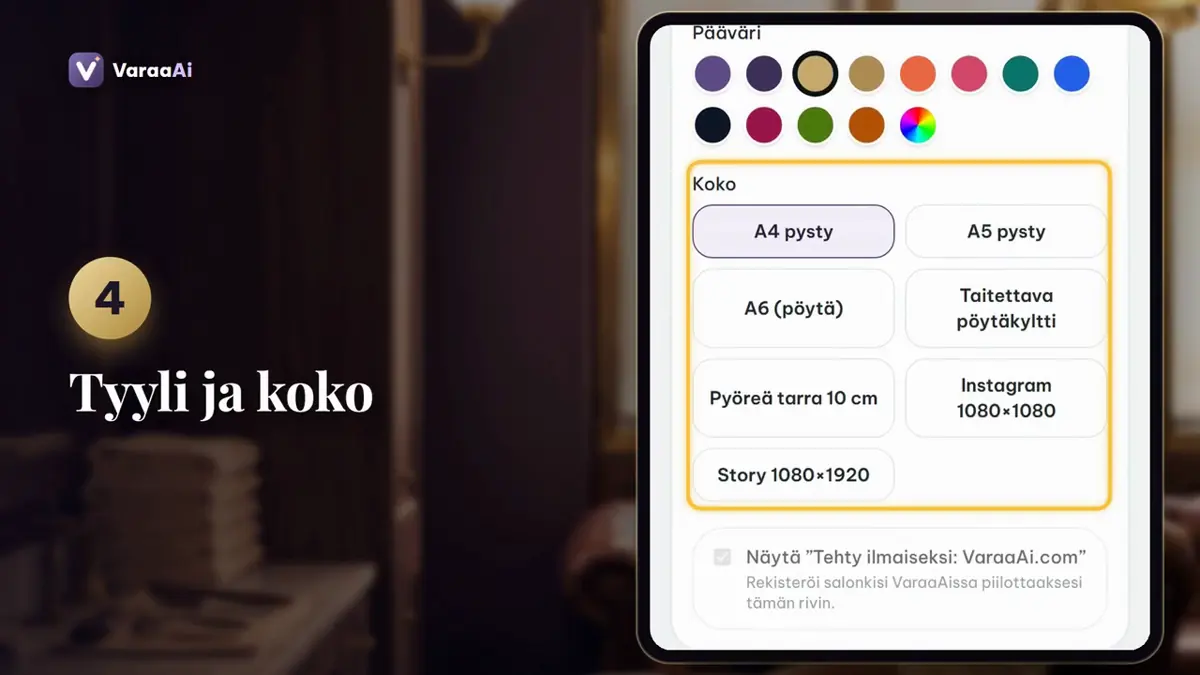 VaraaAi
4
Tyyli ja koko
Pääväri
Koko
A4 pysty
A5 pysty
A6 (pöytä)
Taitettava
pöytäkyltti
Pyöreä tarra 10 cm
Instagram
1080×1080
Story 1080×1920
Näytä ”Tehty ilmaiseksi: VaraaAi.com”
Rekisteröi salonkisi VaraaAissa piilottaaksesi
tämän rivin.